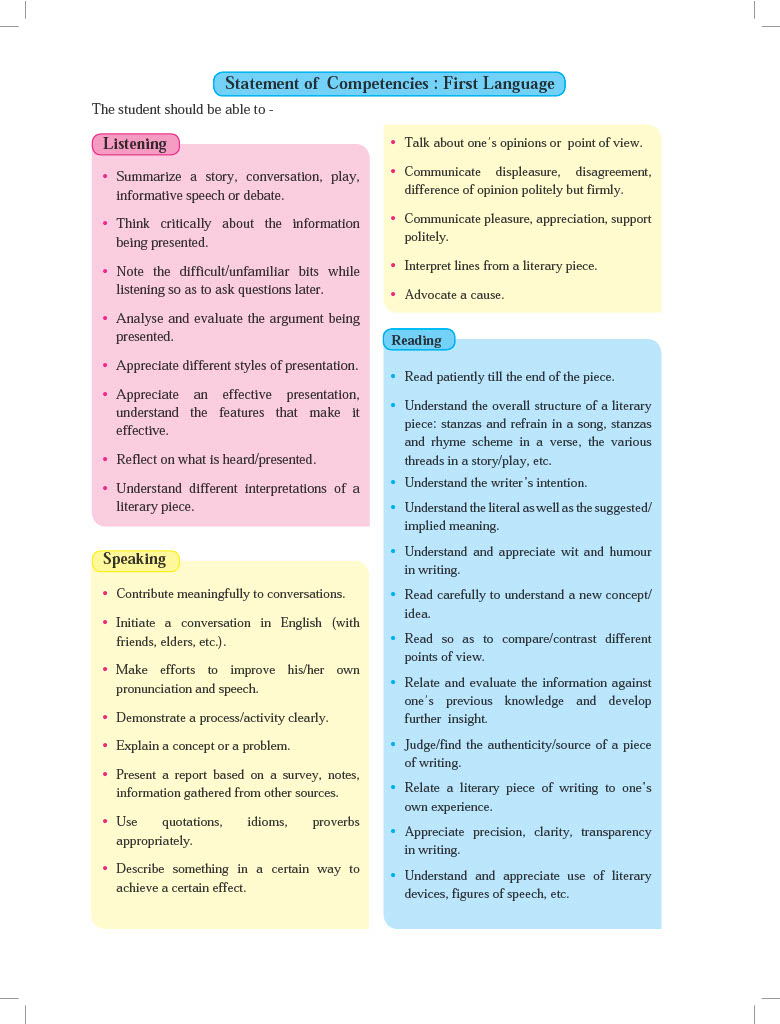 Statement of Competencies : First Language
The student should be able to -
Listening
• Summarize a story, conversation, play,
informative speech or debate.
• Think critically about the information
being presented.
• Note the difficult/unfamiliar bits while
listening so as to ask questions later.
• Analyse and evaluate the argument being
presented.
• Appreciate different styles of presentation.
• Appreciate an effective presentation,
understand the features that make it
effective.
• Reflect on what is heard/presented.
• Understand different interpretations of a
literary piece.
Speaking
• Contribute meaningfully to conversations.
• Initiate a conversation in English (with
friends, elders, etc.).
• Make efforts to improve his/her own
pronunciation and speech.
• Demonstrate a process/activity clearly.
• Explain a concept or a problem.
• Present a report based on a survey, notes,
information gathered from other sources.
• Use quotations, idioms, proverbs
appropriately.
• Describe something in a certain way to
achieve a certain effect.
• Talk about one's opinions or point of view.
• Communicate displeasure, disagreement,
difference of opinion politely but firmly.
• Communicate pleasure, appreciation, support
politely.
• Interpret lines from a literary piece.
• Advocate a cause.
Reading
• Read patiently till the end of the piece.
• Understand the overall structure of a literary
piece: stanzas and refrain in a song, stanzas
and rhyme scheme in a verse, the various
threads in a story/play, etc.
• Understand the writer's intention.
• Understand the literal as well as the suggested/
implied meaning.
• Understand and appreciate wit and humour
in writing.
• Read carefully to understand a new concept/
idea.
• Read so as to compare/contrast different
points of view.
• Relate and evaluate the information against
one's previous knowledge and develop
further insight.
• Judge/find the authenticity/source of a piece
of writing.
• Relate a literary piece of writing to one's
own experience.
• Appreciate precision, clarity, transparency
in writing.
• Understand and appreciate use of literary
devices, figures of speech, etc.